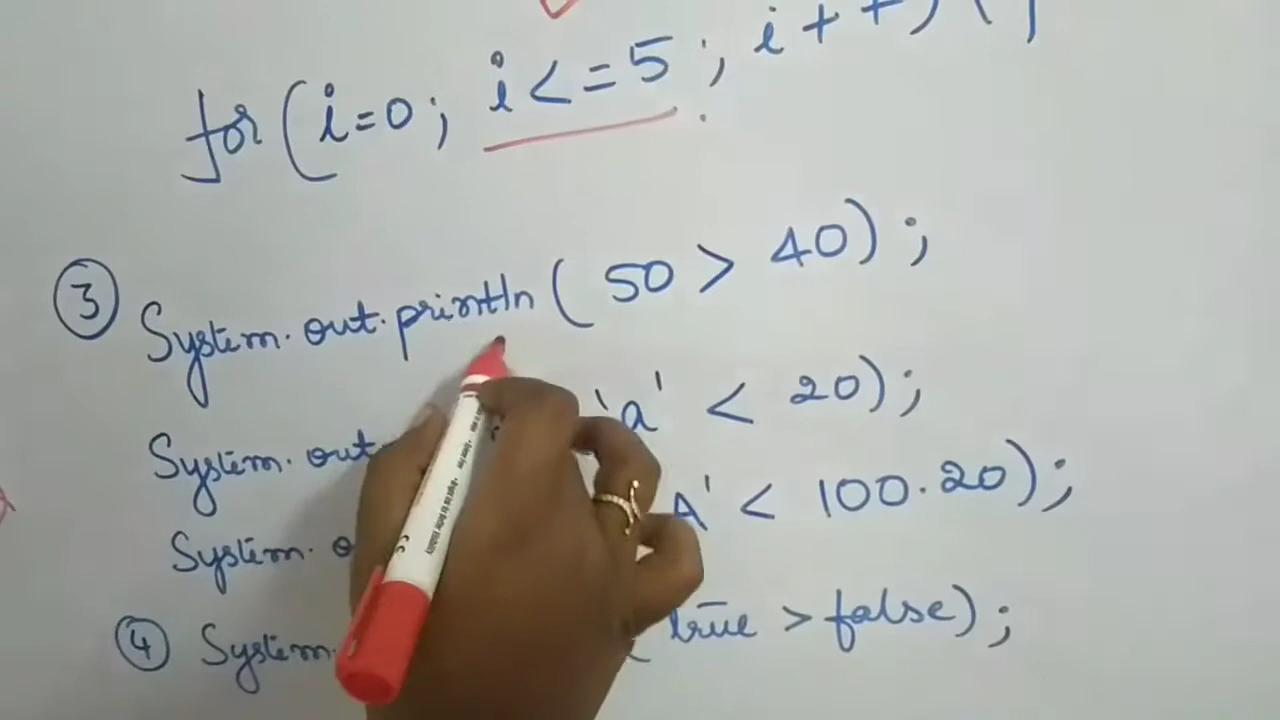 for(i=0; i<=5; i++) {
③ System.out.println( 50 > 40);
System.out 'a' < 20);
System.o A' < 100.20);
④ System. (true > false);